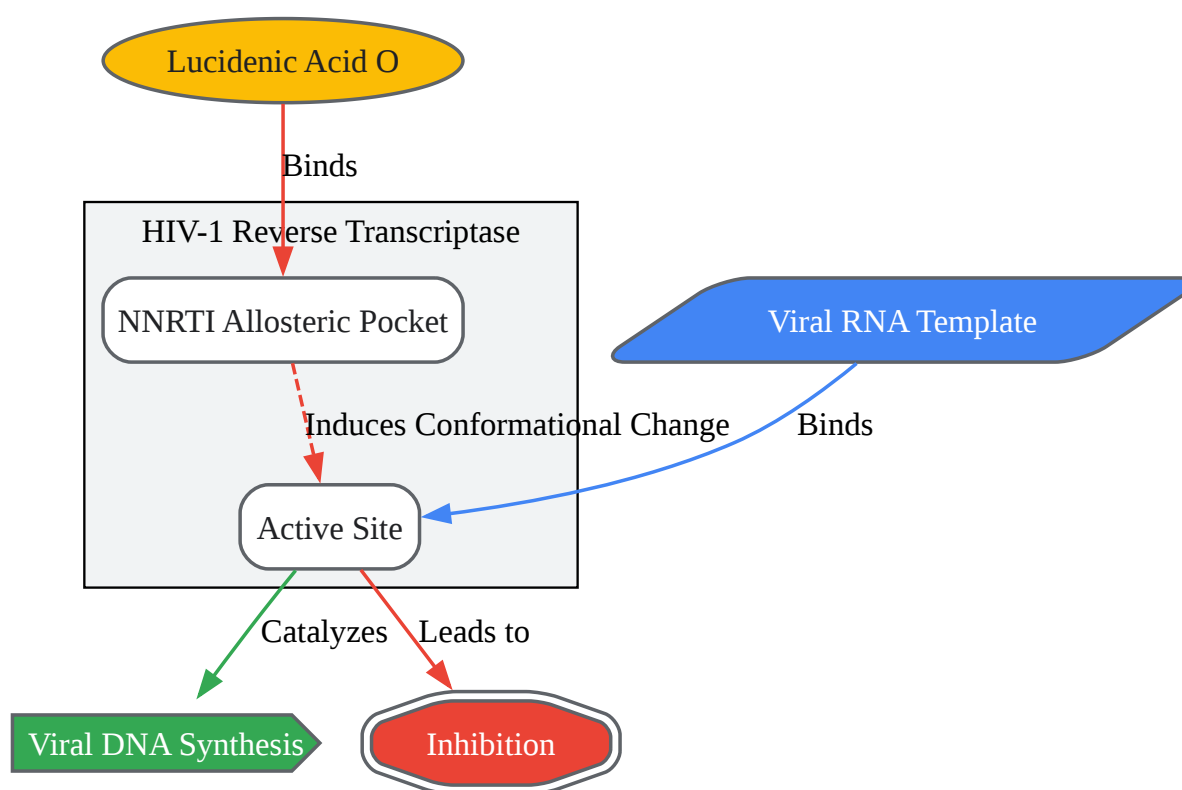 Lucidenic Acid O
Binds
HIV-1 Reverse Transcriptase
NNRTI Allosteric Pocket
Viral RNA Template
Induces Conformational Change
Binds
Active Site
Catalyzes
Leads to
Viral DNA Synthesis
Inhibition